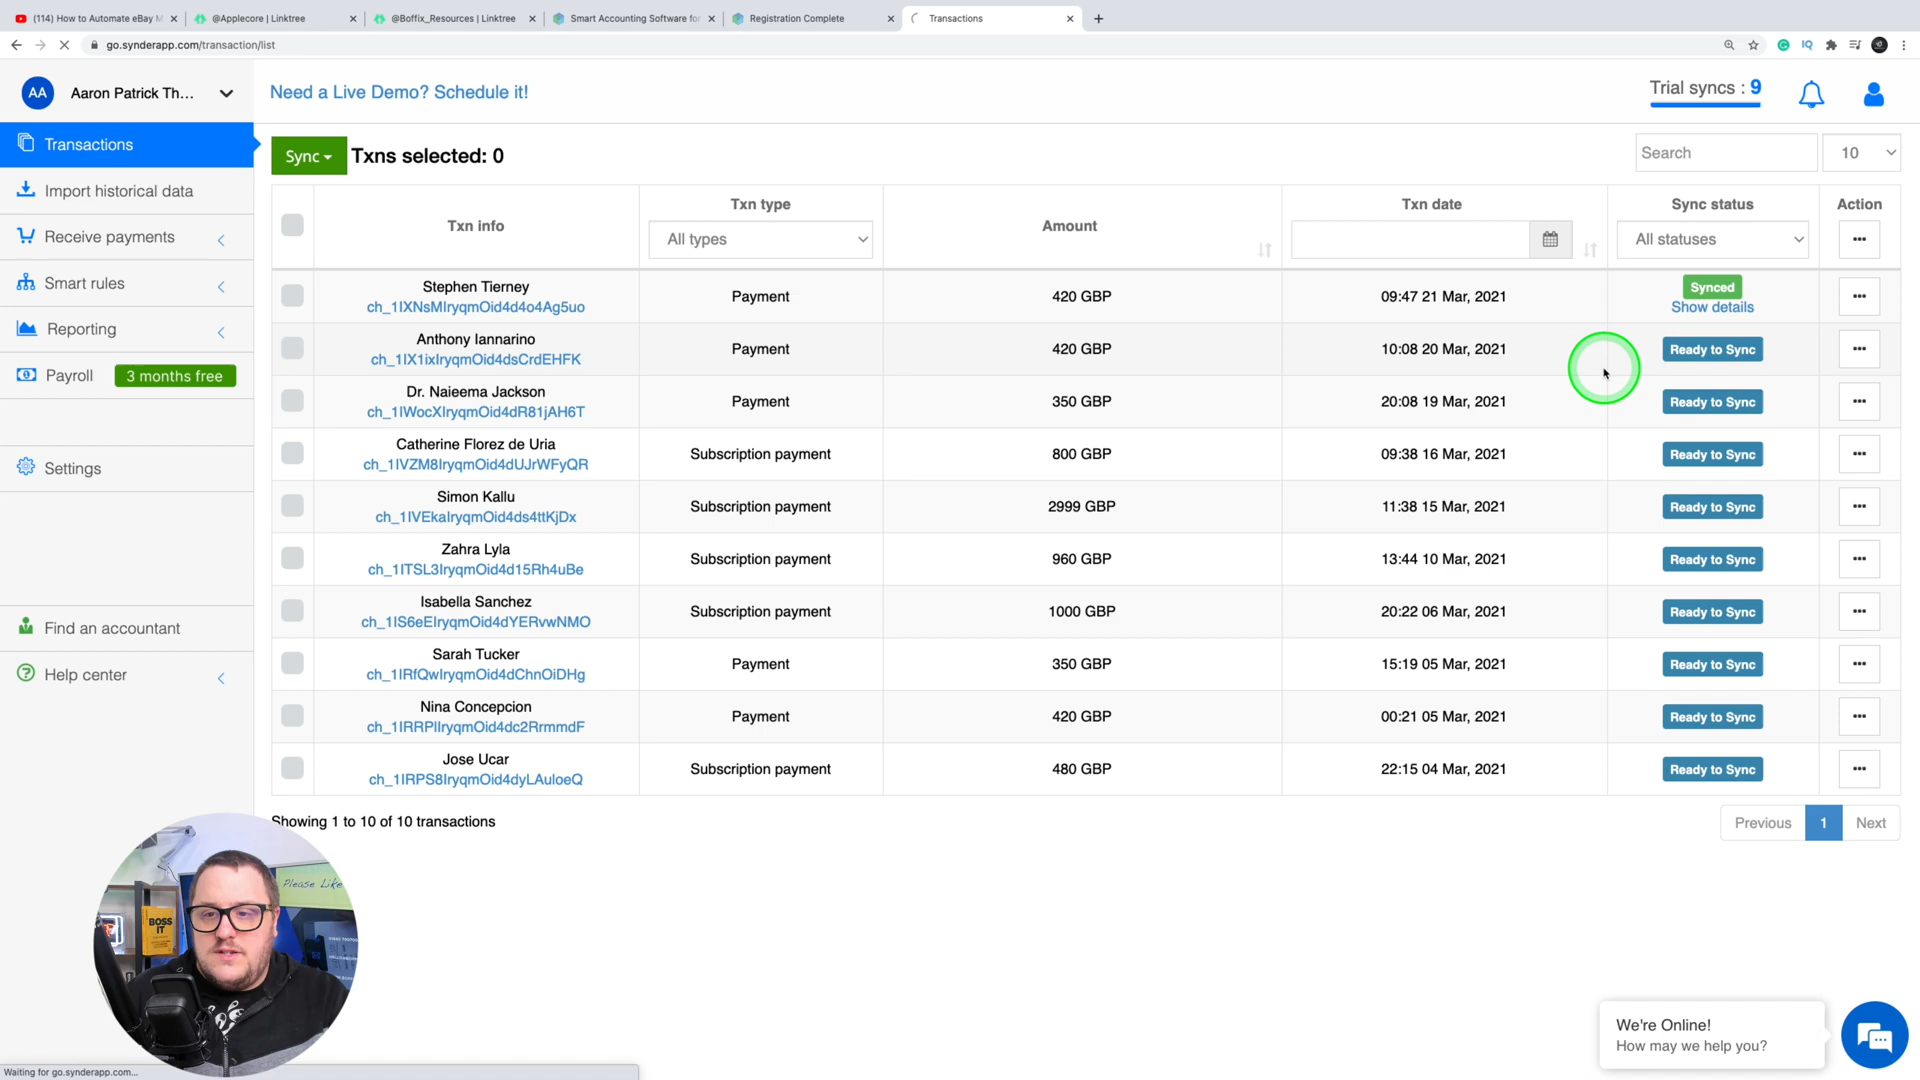 (114) How to Automate eBay M
@Applecore | Linktree
@Boffix_Resources | Linktree
Smart Accounting Software for
Registration Complete
Transactions
go.synderapp.com/transaction/list
IQ
AA
Aaron Patrick Th...
Need a Live Demo? Schedule it!
Trial syncs : 9
Transactions
Import historical data
Receive payments
Smart rules
Reporting
Payroll
3 months free
Settings
Find an accountant
Help center
Sync
Txns selected: 0
Search
10
Txn info
Txn type
All types
Amount
Txn date
Sync status
All statuses
Action
Stephen Tierney
ch_1IXNsMIryqmOid4d4o4Ag5uo
Payment
420 GBP
09:47 21 Mar, 2021
Synced
Show details
Anthony Iannarino
ch_1IX1ixIryqmOid4dsCrdEHFK
Payment
420 GBP
10:08 20 Mar, 2021
Ready to Sync
Dr. Naieema Jackson
ch_1IWocXIryqmOid4dR81jAH6T
Payment
350 GBP
20:08 19 Mar, 2021
Ready to Sync
Catherine Florez de Uria
ch_1IVZM8IryqmOid4dUJrWFyQR
Subscription payment
800 GBP
09:38 16 Mar, 2021
Ready to Sync
Simon Kallu
ch_1IVEkaIryqmOid4ds4ttKjDx
Subscription payment
2999 GBP
11:38 15 Mar, 2021
Ready to Sync
Zahra Lyla
ch_1ITSL3IryqmOid4d15Rh4uBe
Subscription payment
960 GBP
13:44 10 Mar, 2021
Ready to Sync
Isabella Sanchez
ch_1IS6eEIryqmOid4dYERvwNMO
Subscription payment
1000 GBP
20:22 06 Mar, 2021
Ready to Sync
Sarah Tucker
ch_1IRfQwIryqmOid4dChnOiDHg
Payment
350 GBP
15:19 05 Mar, 2021
Ready to Sync
Nina Concepcion
ch_1IRRPIIryqmOid4dc2RrmmdF
Payment
420 GBP
00:21 05 Mar, 2021
Ready to Sync
Jose Ucar
ch_1IRPS8IryqmOid4dyLAuloeQ
Subscription payment
480 GBP
22:15 04 Mar, 2021
Ready to Sync
Showing 1 to 10 of 10 transactions
Previous
1
Next
Please Like
BOSS
IT
We're Online!
How may we help you?
Waiting for go.synderapp.com...